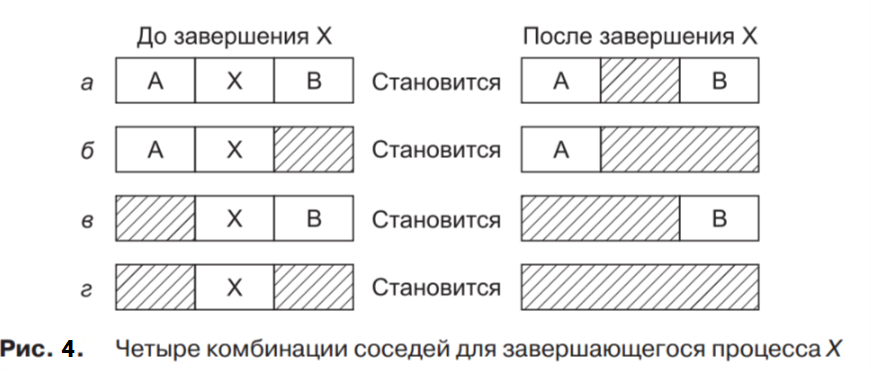 До завершения X После завершения X
а A X B Становится A B
б A X Становится A
в X B Становится B
г X Становится
Рис. 4. Четыре комбинации соседей для завершающегося процесса X